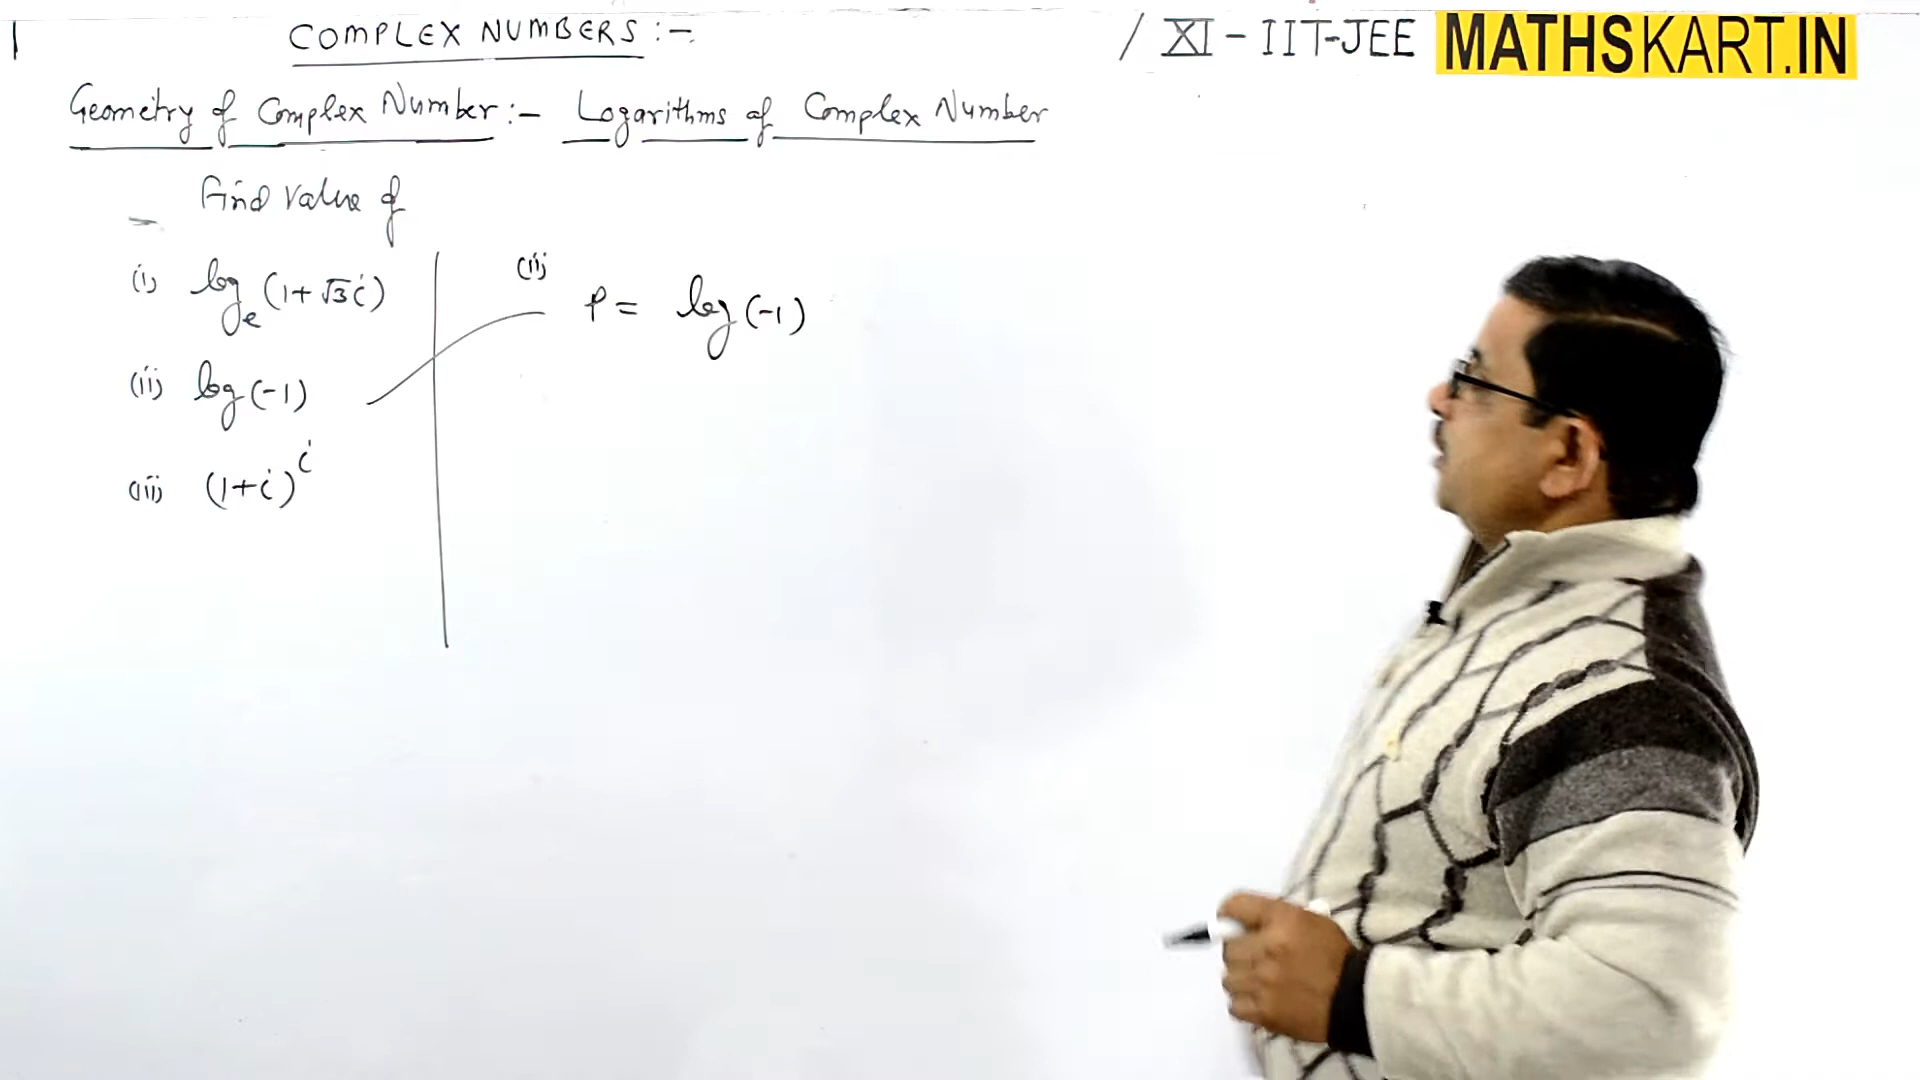 COMPLEX NUMBERS :-
/ XI - IIT-JEE MATHSKART.IN
Geometry of Complex Number :- Logarithms of Complex Number
Find value of
(i) logₑ(1+√3i)
(ii) log(-1)
(iii) (1+i)ⁱ
(ii)
P = log(-1)